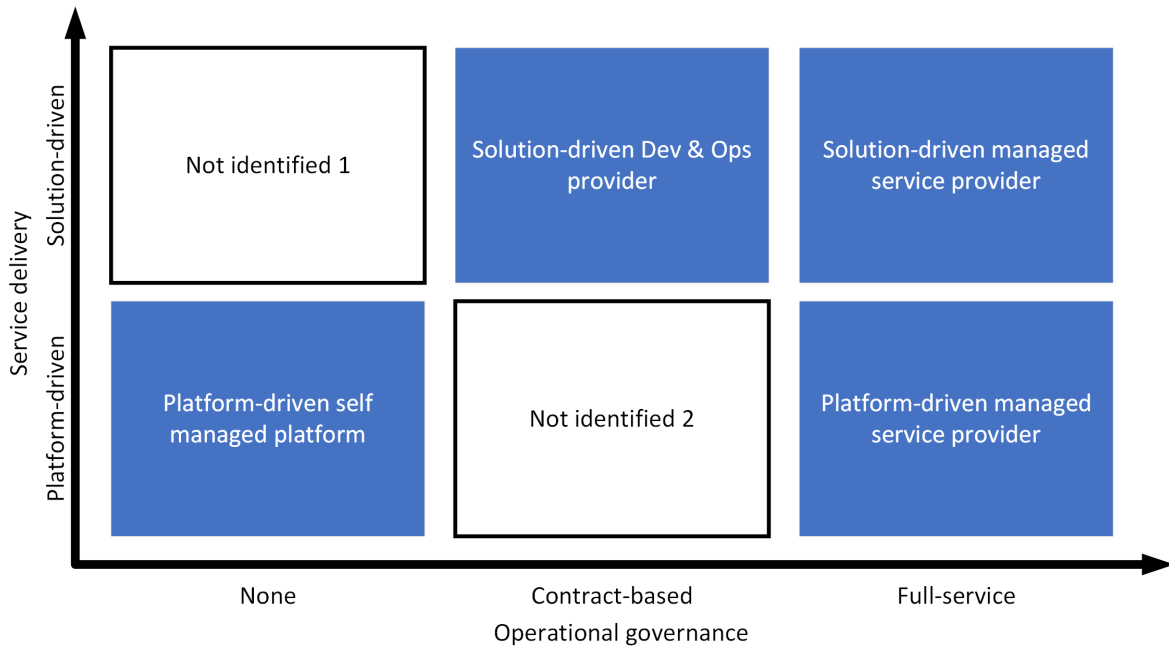 Service delivery
Solution-driven
Platform-driven
Not identified 1
Solution-driven Dev & Ops
provider
Solution-driven managed
service provider
Platform-driven self
managed platform
Not identified 2
Platform-driven managed
service provider
None
Contract-based
Full-service
Operational governance